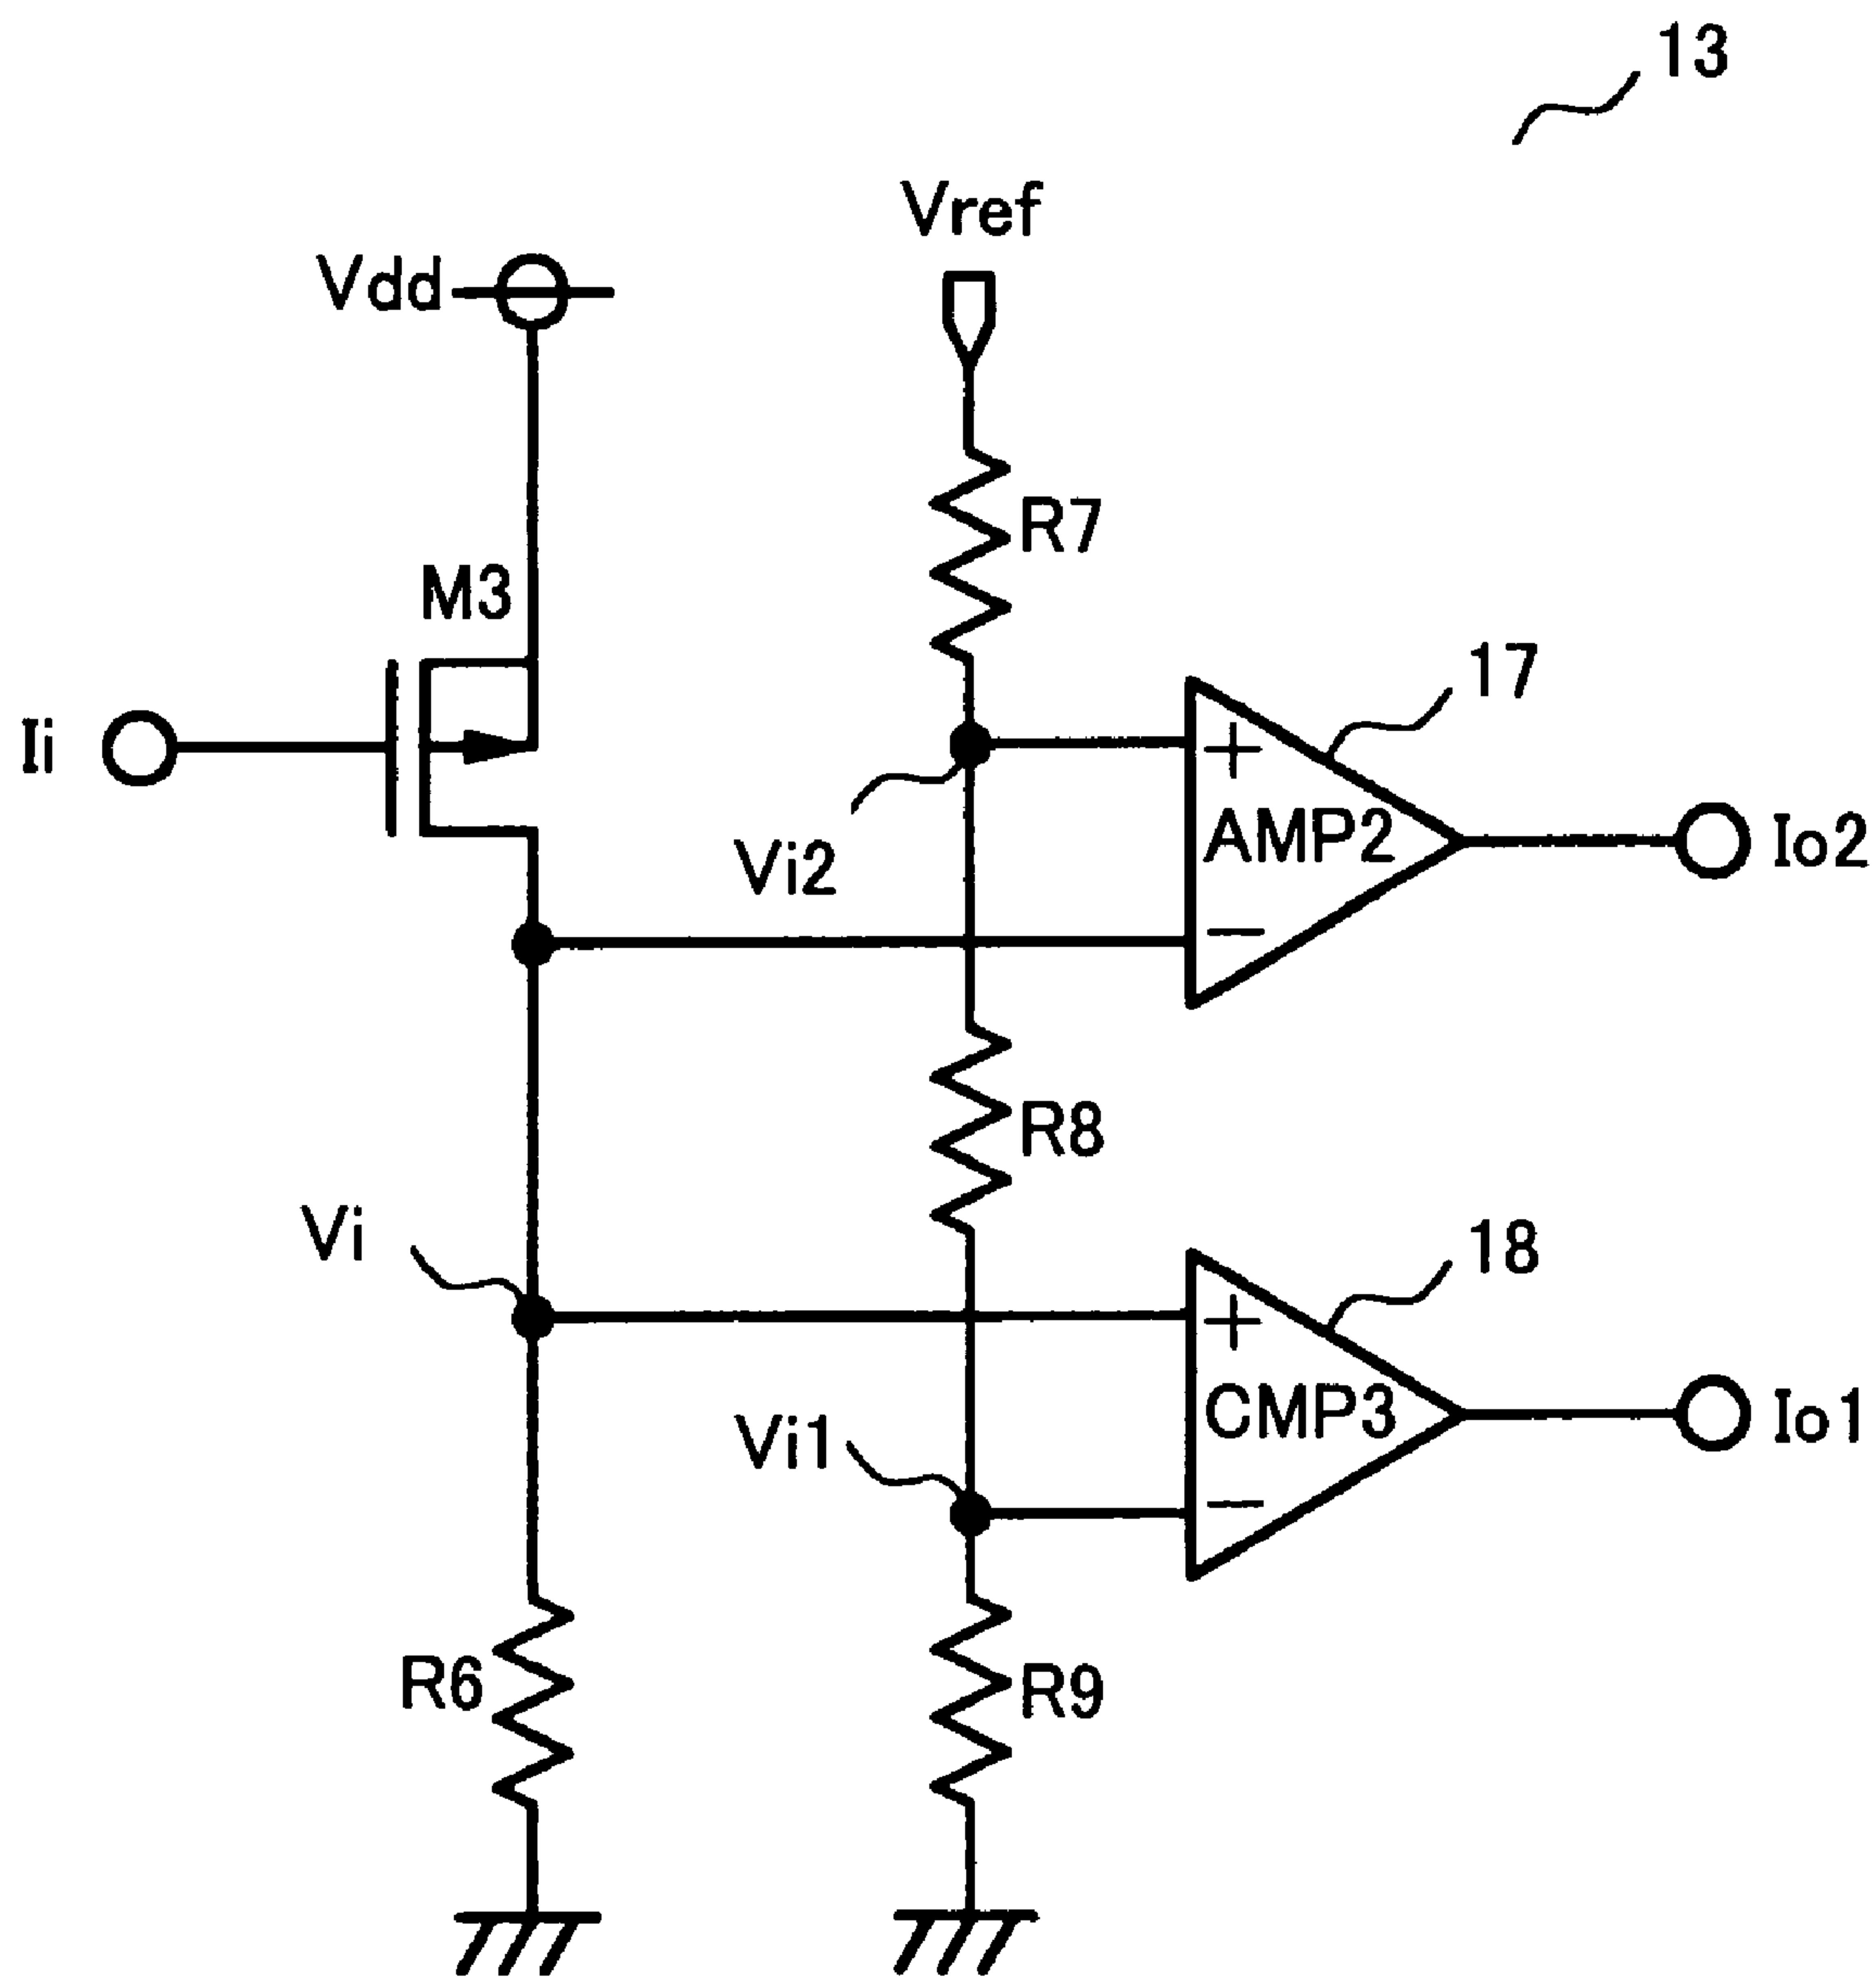 13
Vref
Vdd
R7
M3
17
Ii
+
AMP2
Io2
Vi2
−
R8
Vi
18
+
CMP3
Io1
Vi1
−
R6
R9